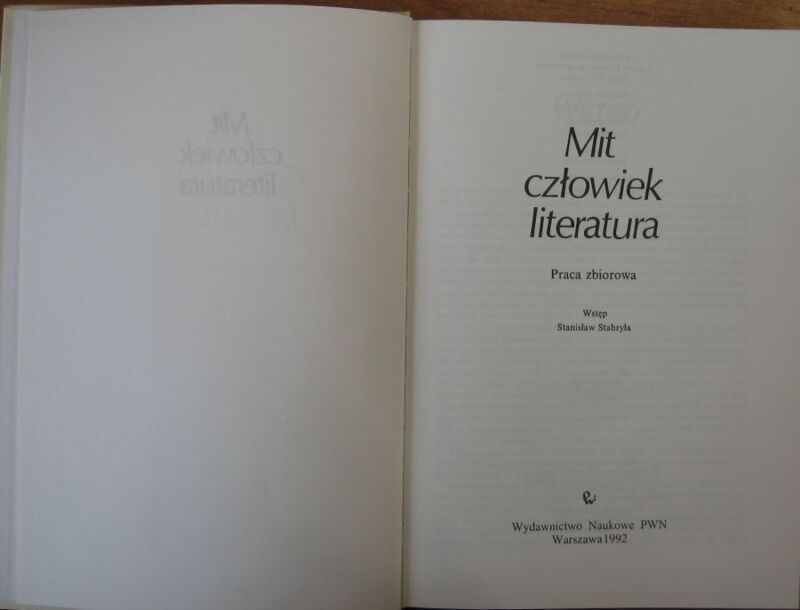 Mit
człowiek
literatura
Praca zbiorowa
Wstęp
Stanisław Stabryła
Wydawnictwo Naukowe PWN
Warszawa 1992